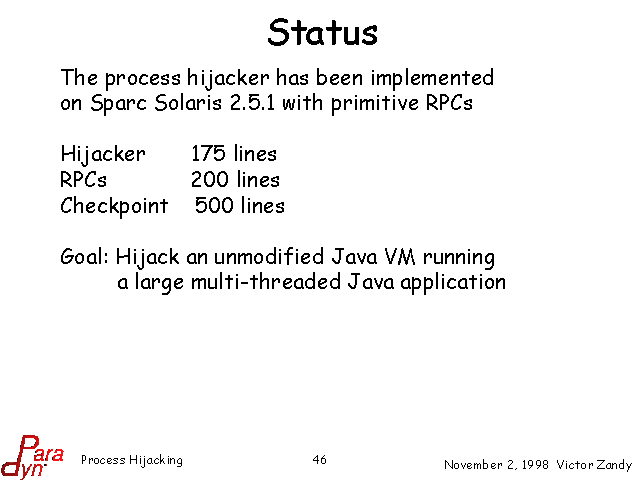 Status
The process hijacker has been implemented
on Sparc Solaris 2.5.1 with primitive RPCs
Hijacker 175 lines
RPCs 200 lines
Checkpoint 500 lines
Goal: Hijack an unmodified Java VM running
a large multi-threaded Java application
Para
dyn
Process Hijacking 46 November 2, 1998 Victor Zandy